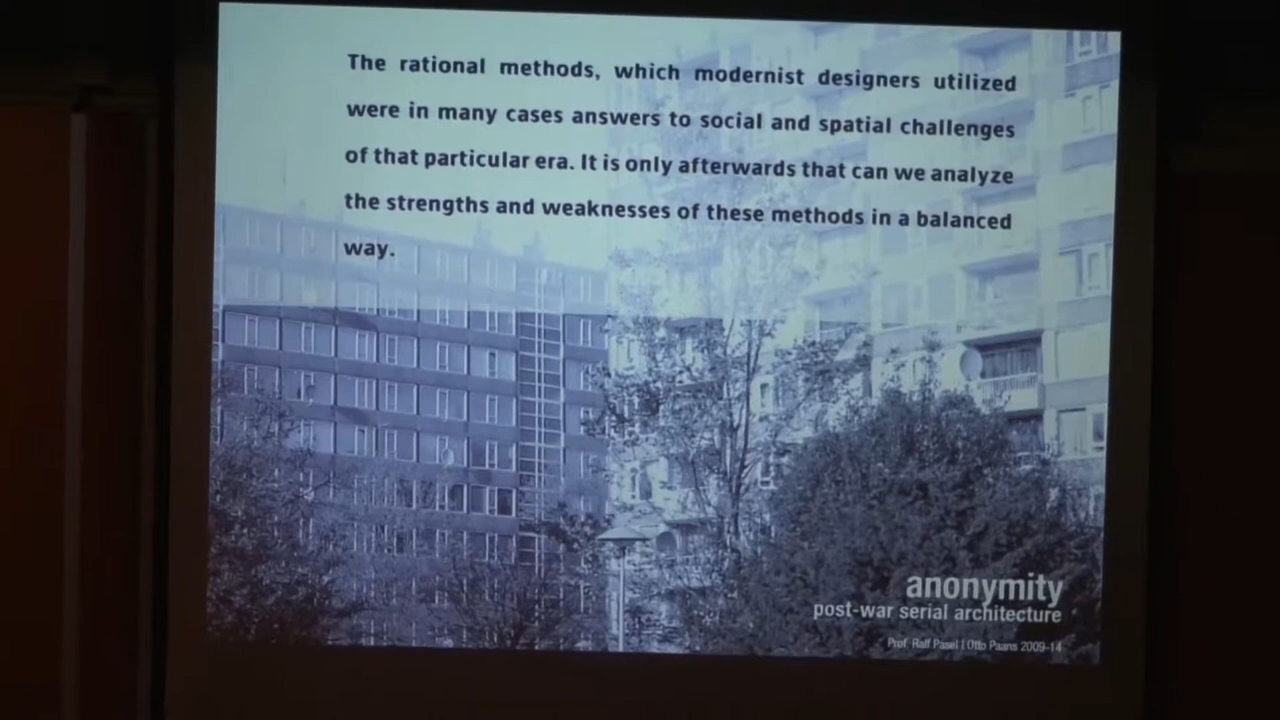 The rational methods, which modernist designers utilized
were in many cases answers to social and spatial challenges
of that particular era. It is only afterwards that can we analyze
the strengths and weaknesses of these methods in a balanced
way.
anonymity
post-war serial architecture
Prof. Ralf Pasel | Otto Paans 2009-14